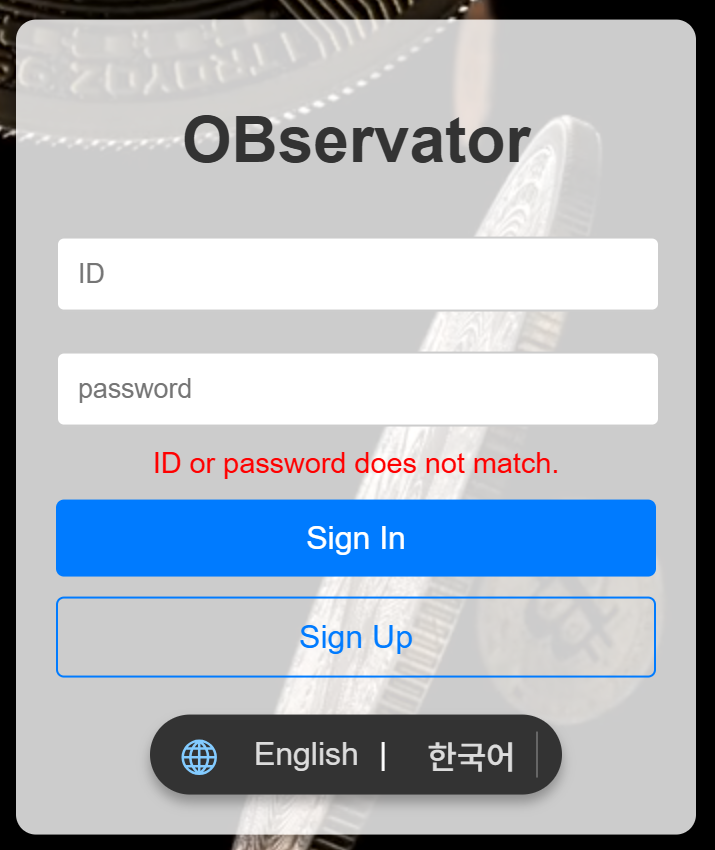 OBservator
ID
password
ID or password does not match.
Sign In
Sign Up
English | 한국어